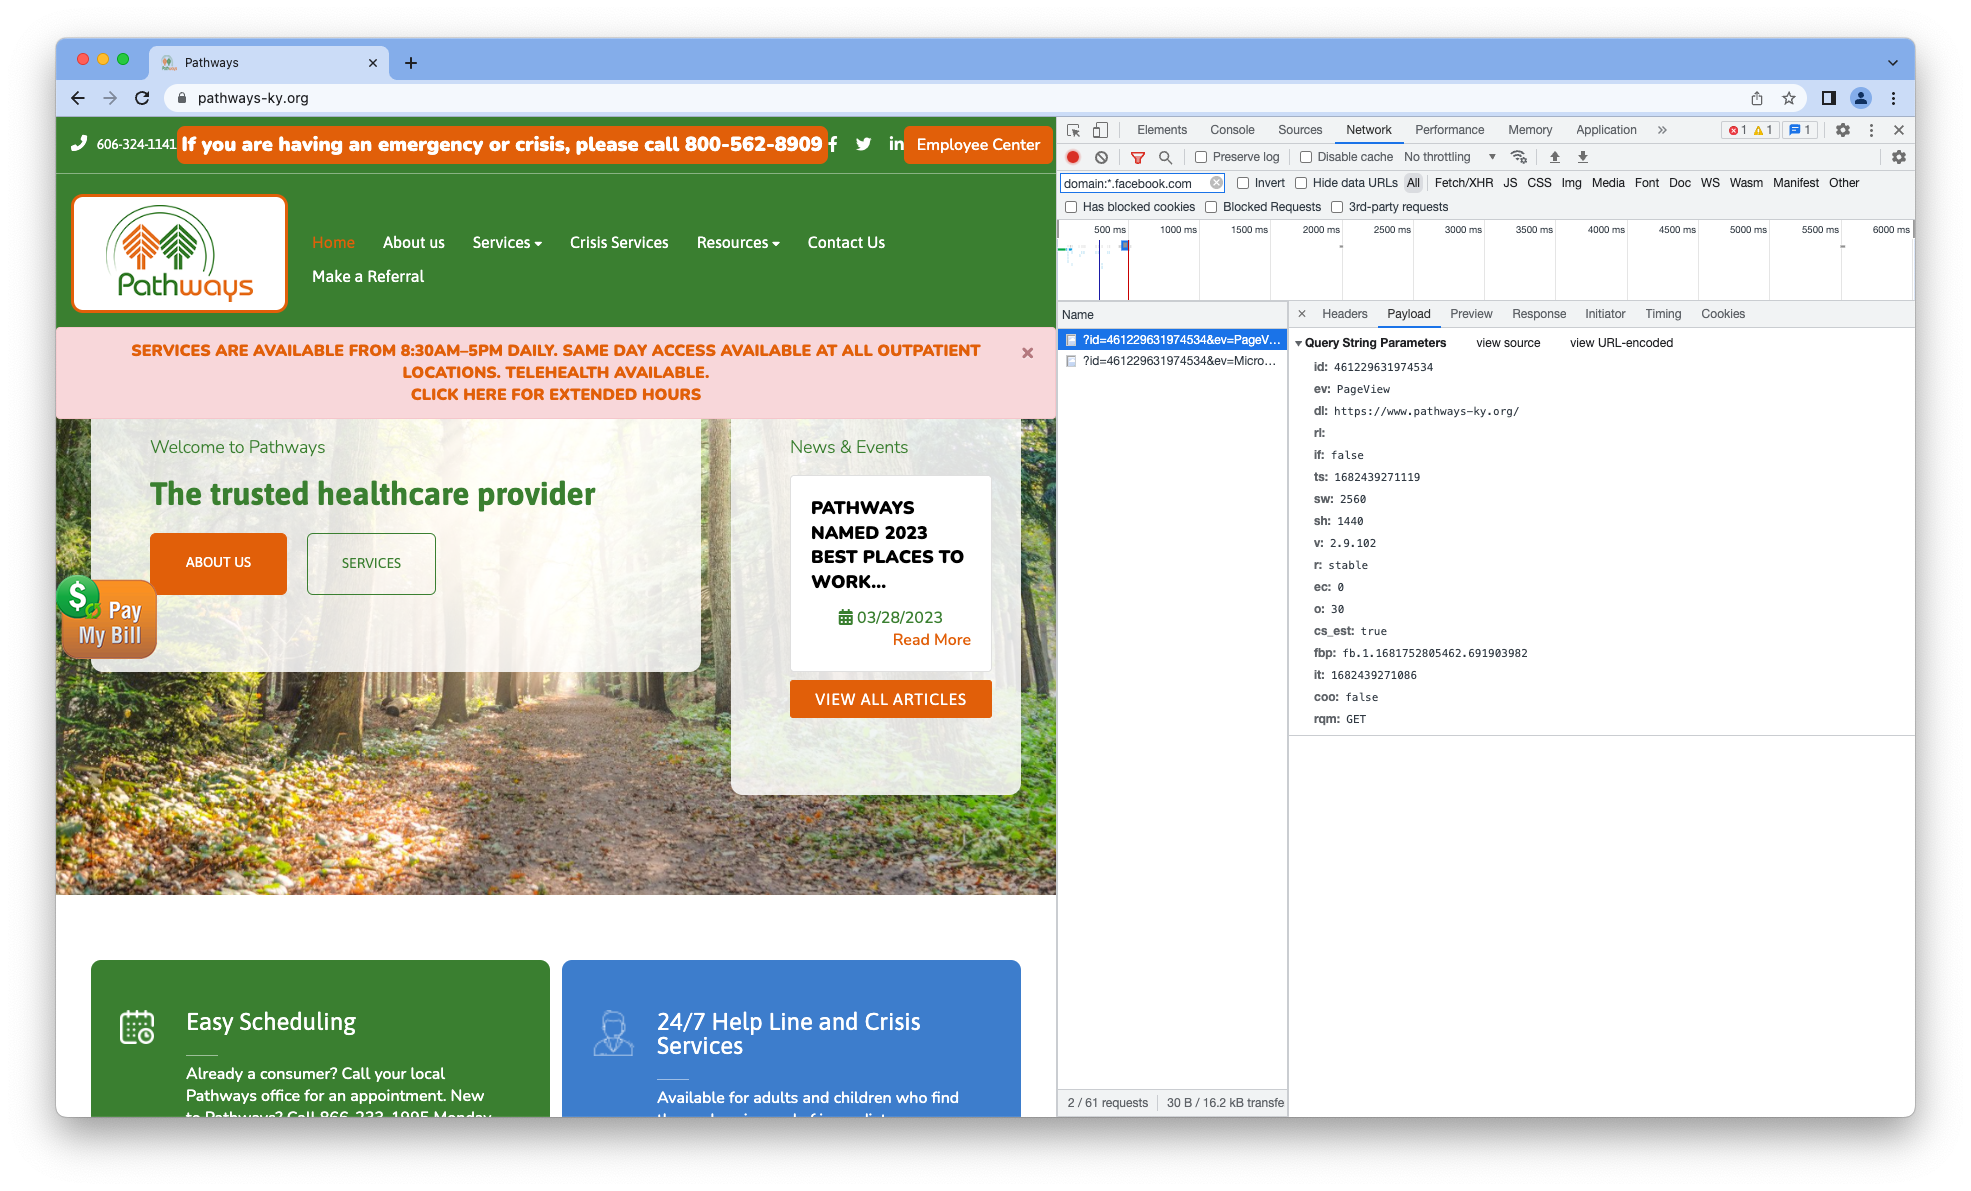 Pathways
pathways-ky.org
606-324-1141
If you are having an emergency or crisis, please call 800-562-8909
Employee Center
Pathways
Home
About us
Services
Crisis Services
Resources
Contact Us
Make a Referral
SERVICES ARE AVAILABLE FROM 8:30AM–5PM DAILY. SAME DAY ACCESS AVAILABLE AT ALL OUTPATIENT
LOCATIONS. TELEHEALTH AVAILABLE.
CLICK HERE FOR EXTENDED HOURS
Welcome to Pathways
The trusted healthcare provider
ABOUT US
SERVICES
$ Pay
My Bill
News & Events
PATHWAYS
NAMED 2023
BEST PLACES TO
WORK...
03/28/2023
Read More
VIEW ALL ARTICLES
Easy Scheduling
Already a consumer? Call your local
Pathways office for an appointment. New
to Pathways? Call 866-233-1995 Monday
24/7 Help Line and Crisis
Services
Available for adults and children who find
Elements Console Sources Network Performance Memory Application » 1 1 1
Preserve log Disable cache No throttling
domain:*.facebook.com Invert Hide data URLs All Fetch/XHR JS CSS Img Media Font Doc WS Wasm Manifest Other
Has blocked cookies Blocked Requests 3rd-party requests
500 ms 1000 ms 1500 ms 2000 ms 2500 ms 3000 ms 3500 ms 4000 ms 4500 ms 5000 ms 5500 ms 6000 ms
Name
?id=461229631974534&ev=PageV...
?id=461229631974534&ev=Micro...
Headers Payload Preview Response Initiator Timing Cookies
Query String Parameters view source view URL-encoded
id: 461229631974534
ev: PageView
dl: https://www.pathways-ky.org/
rl:
if: false
ts: 1682439271119
sw: 2560
sh: 1440
v: 2.9.102
r: stable
ec: 0
o: 30
cs_est: true
fbp: fb.1.1681752805462.691903982
it: 1682439271086
coo: false
rqm: GET
2 / 61 requests 30 B / 16.2 kB transfe